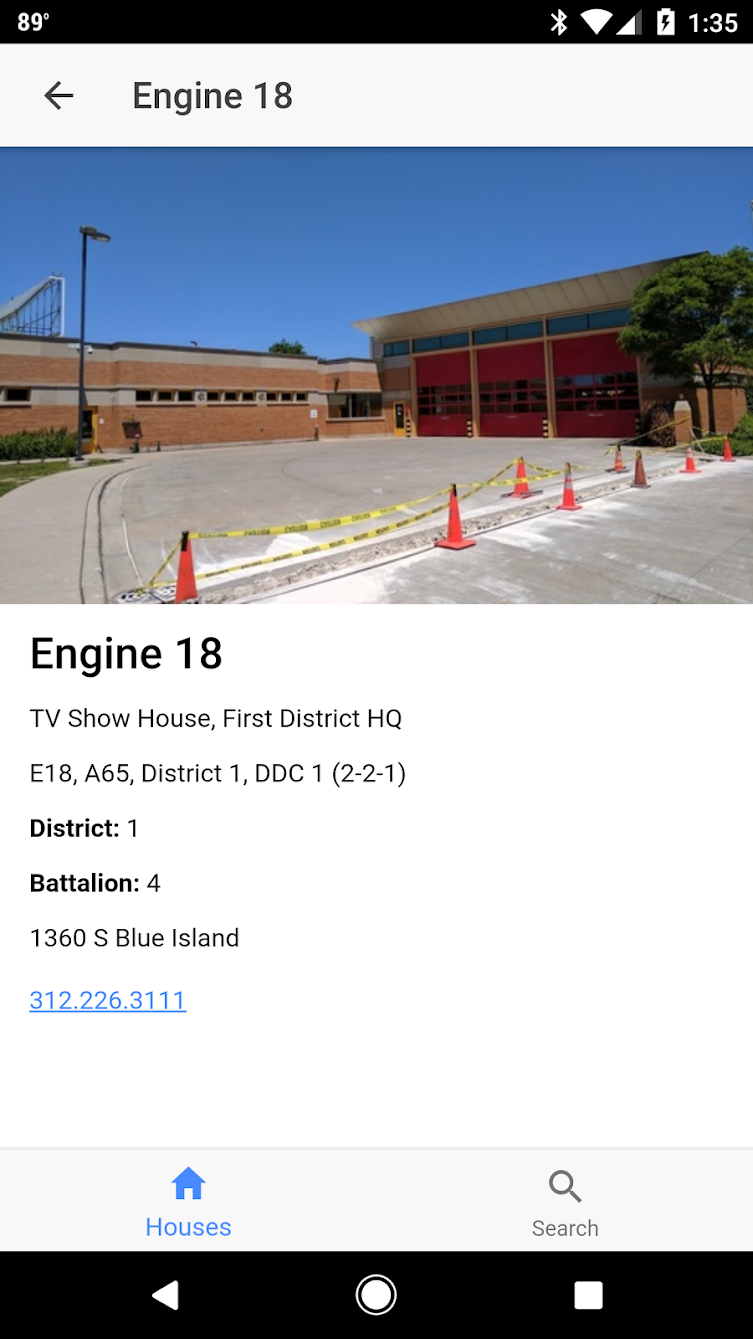 89°
1:35
Engine 18
Engine 18
TV Show House, First District HQ
E18, A65, District 1, DDC 1 (2-2-1)
District: 1
Battalion: 4
1360 S Blue Island
312.226.3111
Houses
Search